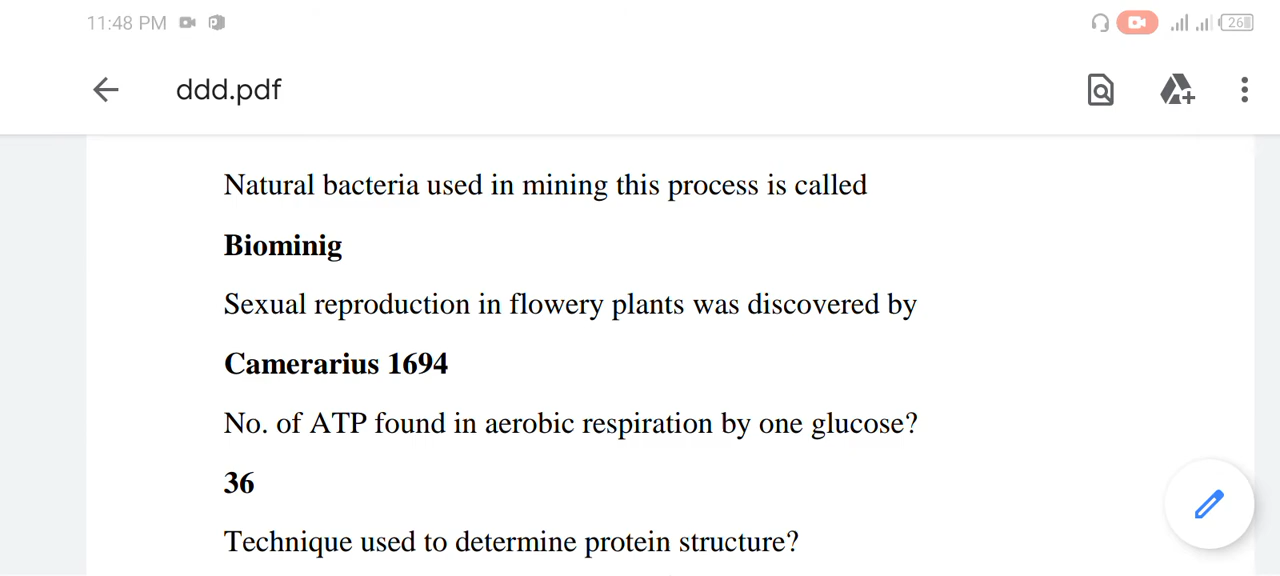 11:48 PM
26
ddd.pdf
Natural bacteria used in mining this process is called
Biominig
Sexual reproduction in flowery plants was discovered by
Camerarius 1694
No. of ATP found in aerobic respiration by one glucose?
36
Technique used to determine protein structure?